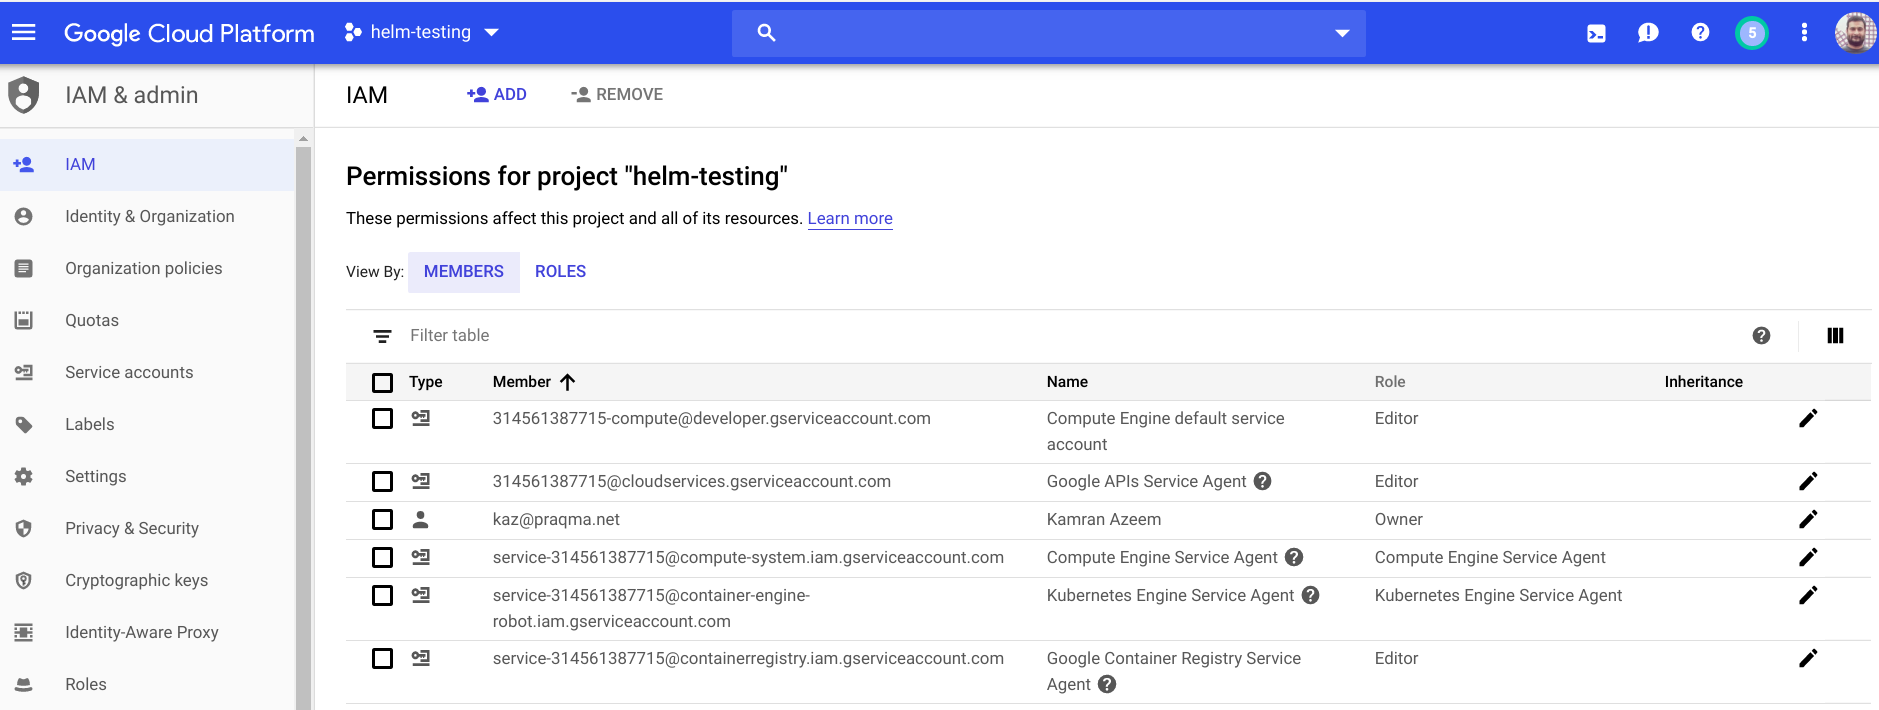 Google Cloud Platform helm-testing 5
IAM & admin
IAM ADD REMOVE
IAM
Identity & Organization
Organization policies
Quotas
Service accounts
Labels
Settings
Privacy & Security
Cryptographic keys
Identity-Aware Proxy
Roles
Permissions for project "helm-testing"
These permissions affect this project and all of its resources. Learn more
View By: MEMBERS ROLES
Filter table
Type Member Name Role Inheritance
314561387715-compute@developer.gserviceaccount.com Compute Engine default service Editor
account
314561387715@cloudservices.gserviceaccount.com Google APIs Service Agent Editor
kaz@praqma.net Kamran Azeem Owner
service-314561387715@compute-system.iam.gserviceaccount.com Compute Engine Service Agent Compute Engine Service Agent
service-314561387715@container-engine- Kubernetes Engine Service Agent Kubernetes Engine Service Agent
robot.iam.gserviceaccount.com
service-314561387715@containerregistry.iam.gserviceaccount.com Google Container Registry Service Editor
Agent